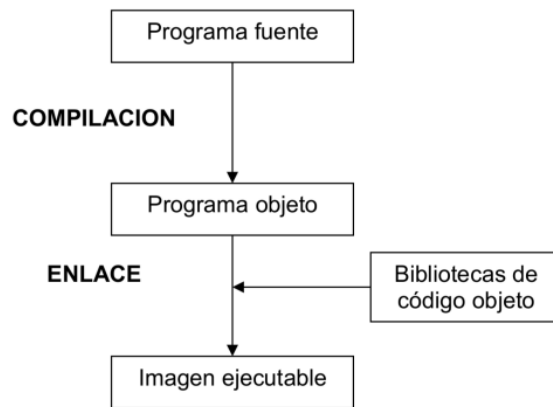 Programa fuente
COMPILACION
Programa objeto
ENLACE
Bibliotecas de
código objeto
Imagen ejecutable